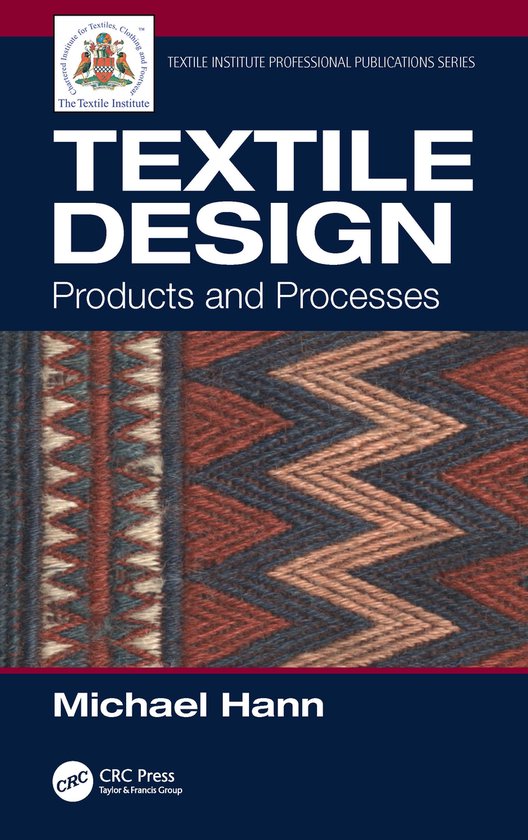 Chartered Institute for Textiles, Clothing and Footwear
TM
The Textile Institute
TEXTILE INSTITUTE PROFESSIONAL PUBLICATIONS SERIES
TEXTILE
DESIGN
Products and Processes
Michael Hann
CRC
CRC Press
Taylor & Francis Group